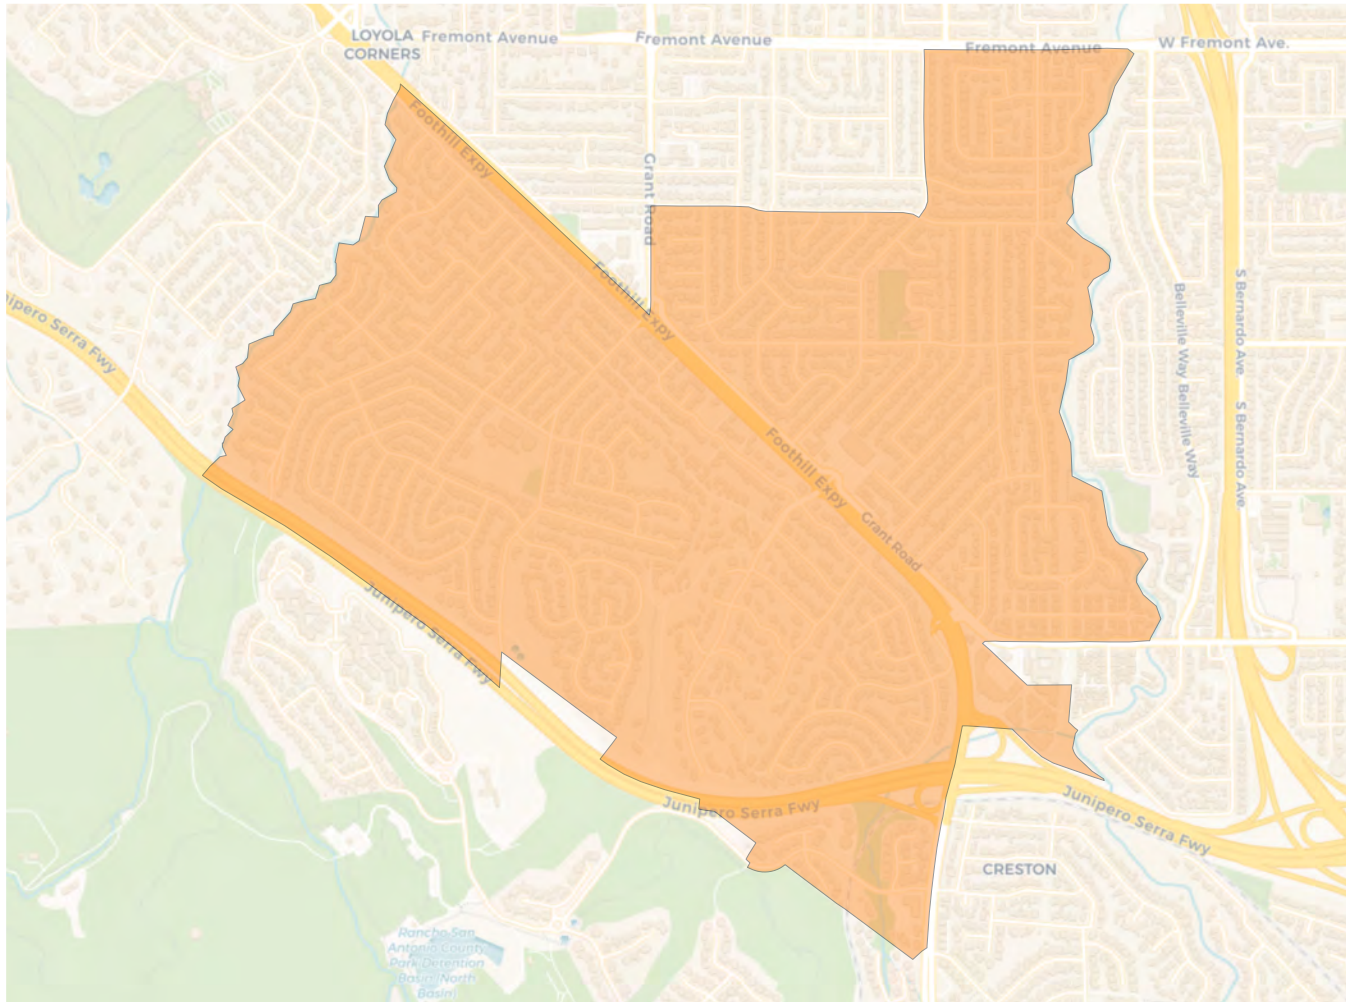 LOYOLA
CORNERS
Fremont Avenue
Fremont Avenue
Fremont Avenue
W Fremont Ave.
Foothill Expy
Grant Road
Foothill Expy
nipero Serra Fwy
S Bernardo Ave.
Belleville Way
Belleville Way
S Bernardo Ave.
Foothill Expy
Grant Road
Junipero Serra Fwy
Junipero Serra Fwy
Junipero Serra Fwy
CRESTON
Rancho San
Antonio County
Park Detention
Basin (North
Basin)